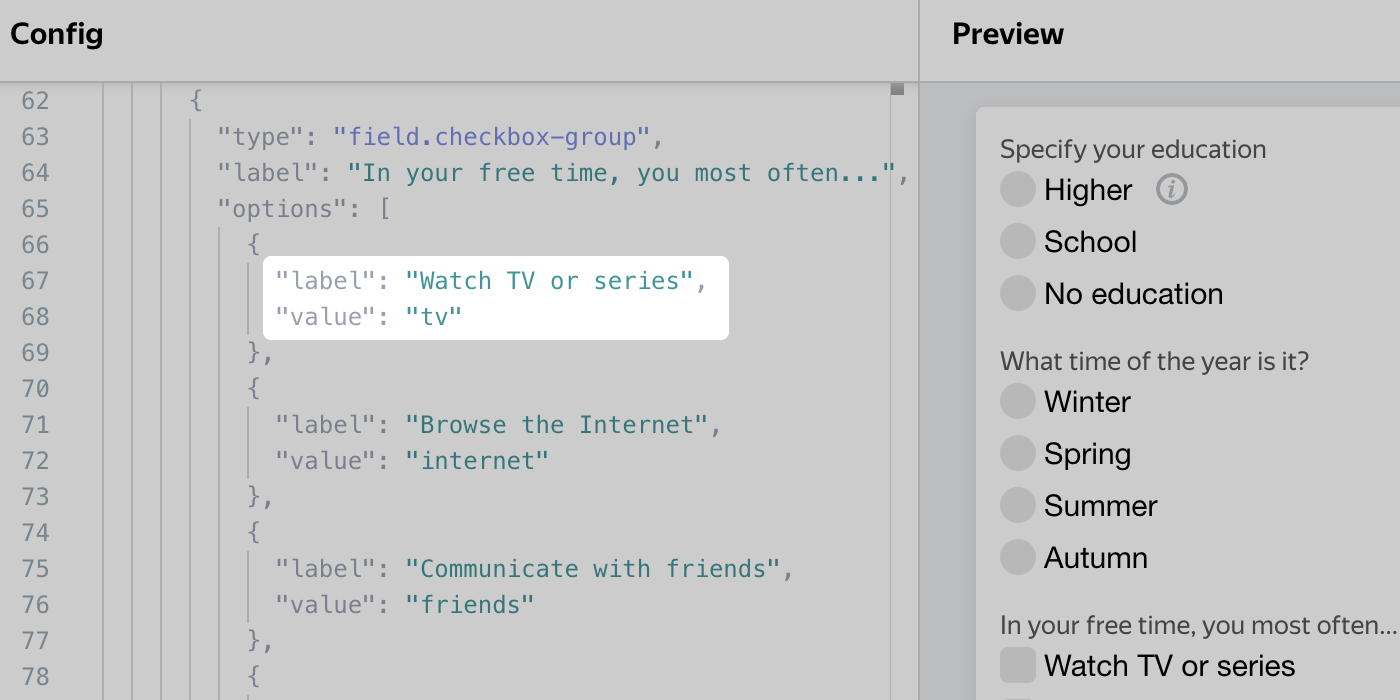 Config
62 {
63 "type": "field.checkbox-group",
64 "label": "In your free time, you most often...",
65 "options": [
66 {
67 "label": "Watch TV or series",
68 "value": "tv"
69 },
70 {
71 "label": "Browse the Internet",
72 "value": "internet"
73 },
74 {
75 "label": "Communicate with friends",
76 "value": "friends"
77 },
78 {
Preview
Specify your education
Higher i
School
No education
What time of the year is it?
Winter
Spring
Summer
Autumn
In your free time, you most often...
Watch TV or series